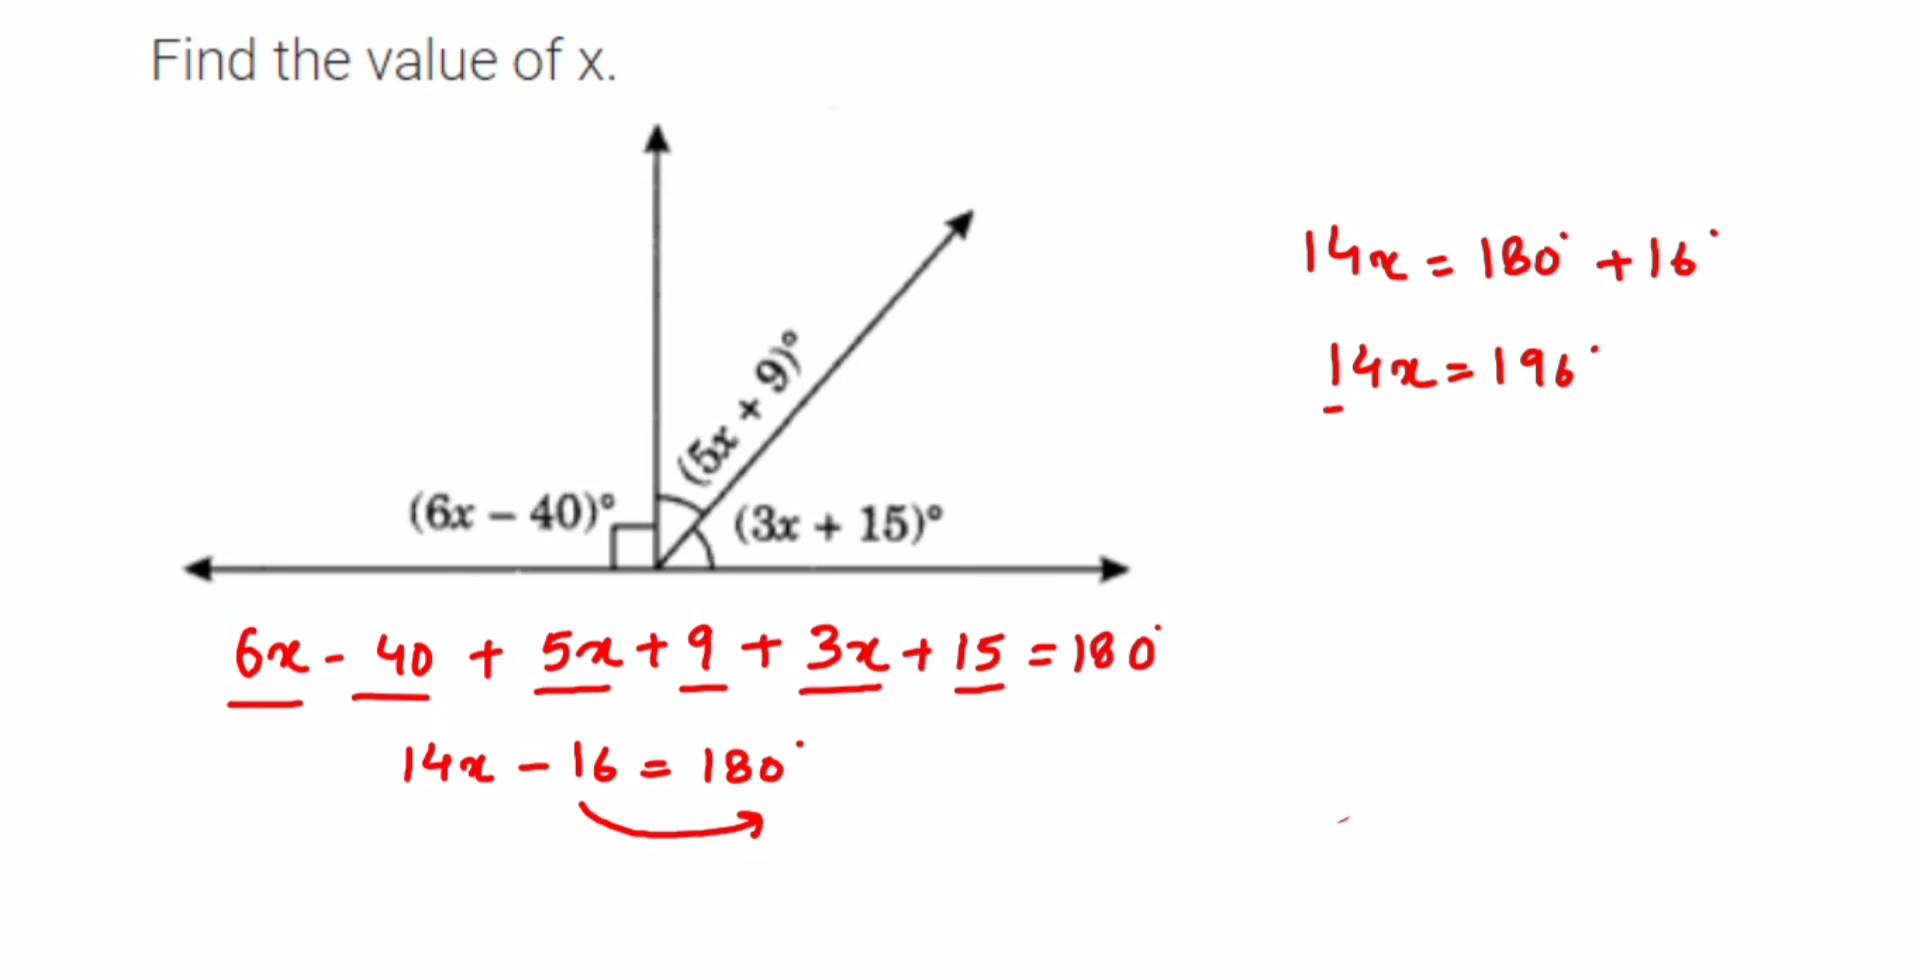 Find the value of x.
(5x + 9)°
(6x – 40)°
(3x + 15)°
6x - 40 + 5x + 9 + 3x + 15 = 180°
14x - 16 = 180°
14x = 180° + 16°
14x = 196°